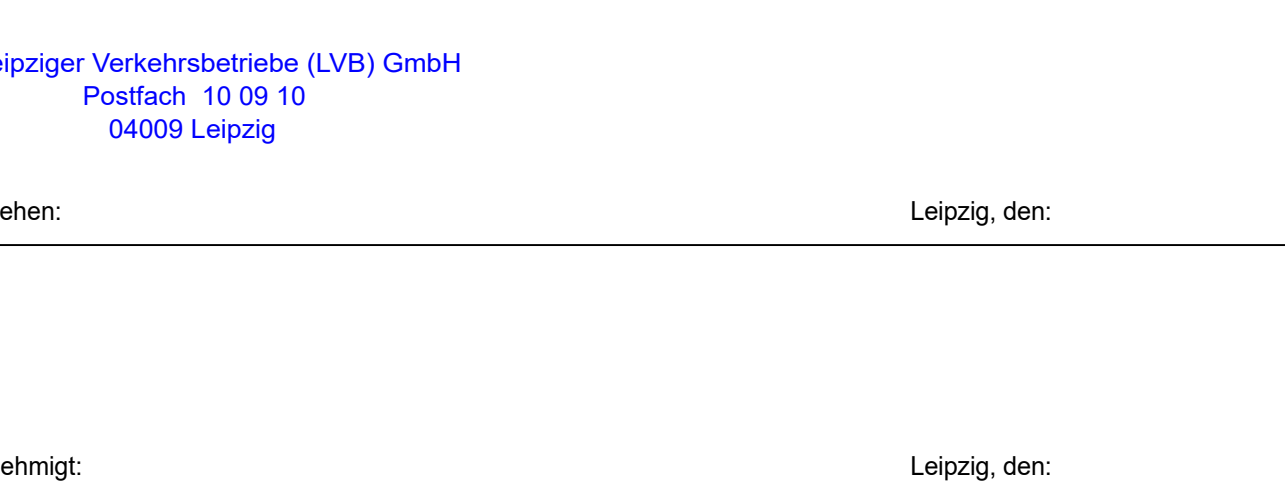 eipziger Verkehrsbetriebe (LVB) GmbH
Postfach 10 09 10
04009 Leipzig
ehen: Leipzig, den:
ehmigt: Leipzig, den: